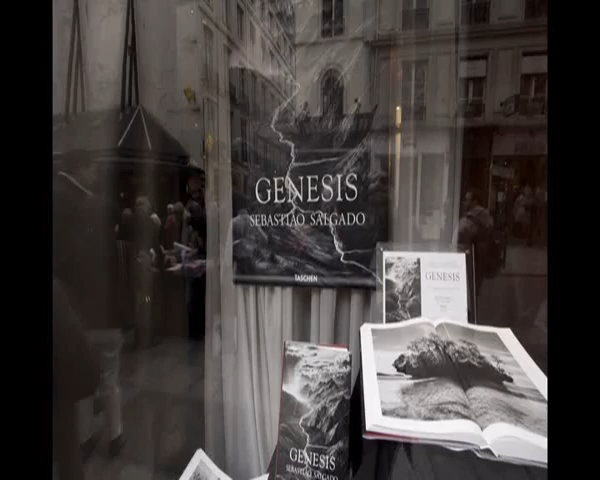 GENESIS
SEBASTIÃO SALGADO
TASCHEN
GENESIS
GENESIS
SEBASTIÃO SALGADO